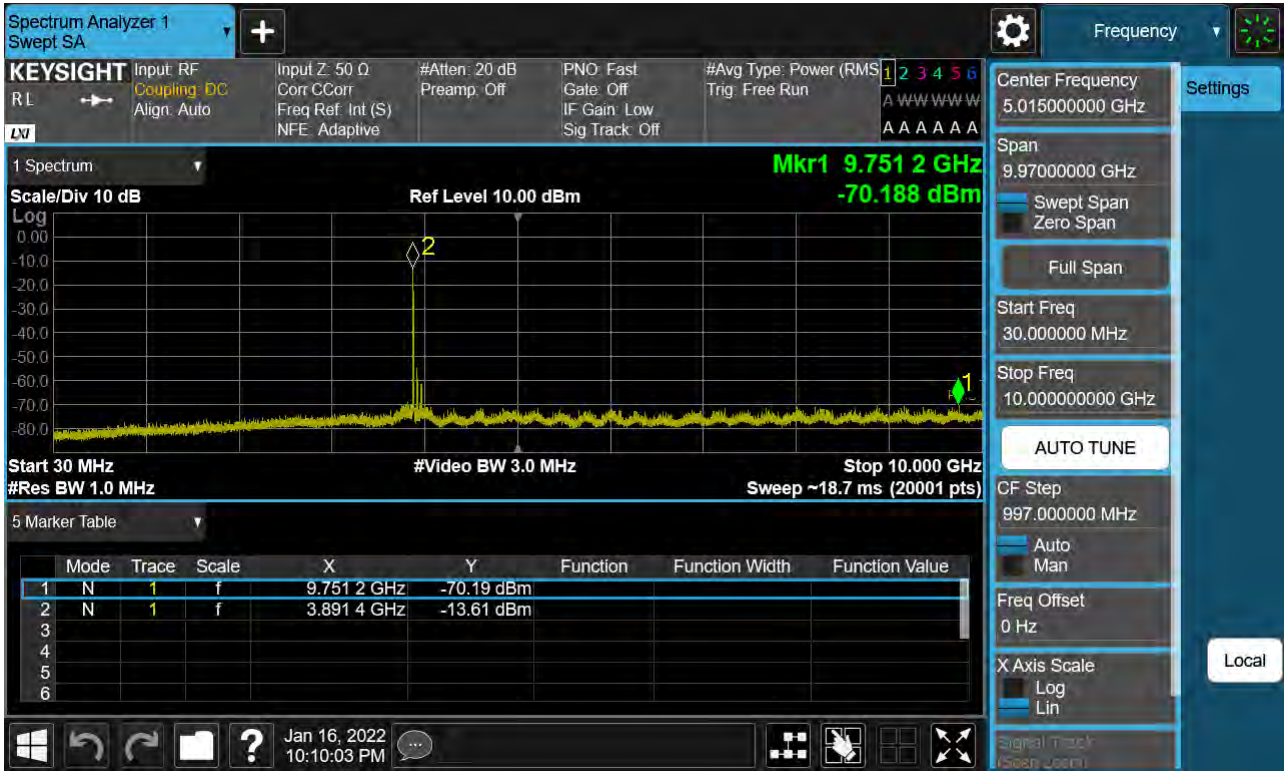 Spectrum Analyzer 1
Swept SA
+
Frequency
KEYSIGHT
RL
LXI
Input: RF
Coupling: DC
Align: Auto
Input Z: 50 Ω
Corr CCorr
Freq Ref: Int (S)
NFE: Adaptive
#Atten: 20 dB
Preamp: Off
PNO: Fast
Gate: Off
IF Gain: Low
Sig Track: Off
#Avg Type: Power (RMS
Trig: Free Run
1 2 3 4 5 6
A W W W W W
A A A A A A
Center Frequency
5.015000000 GHz
Settings
Span
9.97000000 GHz
Swept Span
Zero Span
Full Span
Start Freq
30.000000 MHz
Stop Freq
10.000000000 GHz
AUTO TUNE
CF Step
997.000000 MHz
Auto
Man
Freq Offset
0 Hz
X Axis Scale
Log
Lin
Signal Track
(Span Zoom)
Local
1 Spectrum
Mkr1 9.751 2 GHz
Scale/Div 10 dB
Ref Level 10.00 dBm
-70.188 dBm
Log
0.00
-10.0
-20.0
-30.0
-40.0
-50.0
-60.0
-70.0
-80.0
2
1
Start 30 MHz
#Video BW 3.0 MHz
Stop 10.000 GHz
#Res BW 1.0 MHz
Sweep ~18.7 ms (20001 pts)
5 Marker Table
Mode Trace Scale X Y Function Function Width Function Value
1 N 1 f 9.751 2 GHz -70.19 dBm
2 N 1 f 3.891 4 GHz -13.61 dBm
3
4
5
6
?
Jan 16, 2022
10:10:03 PM